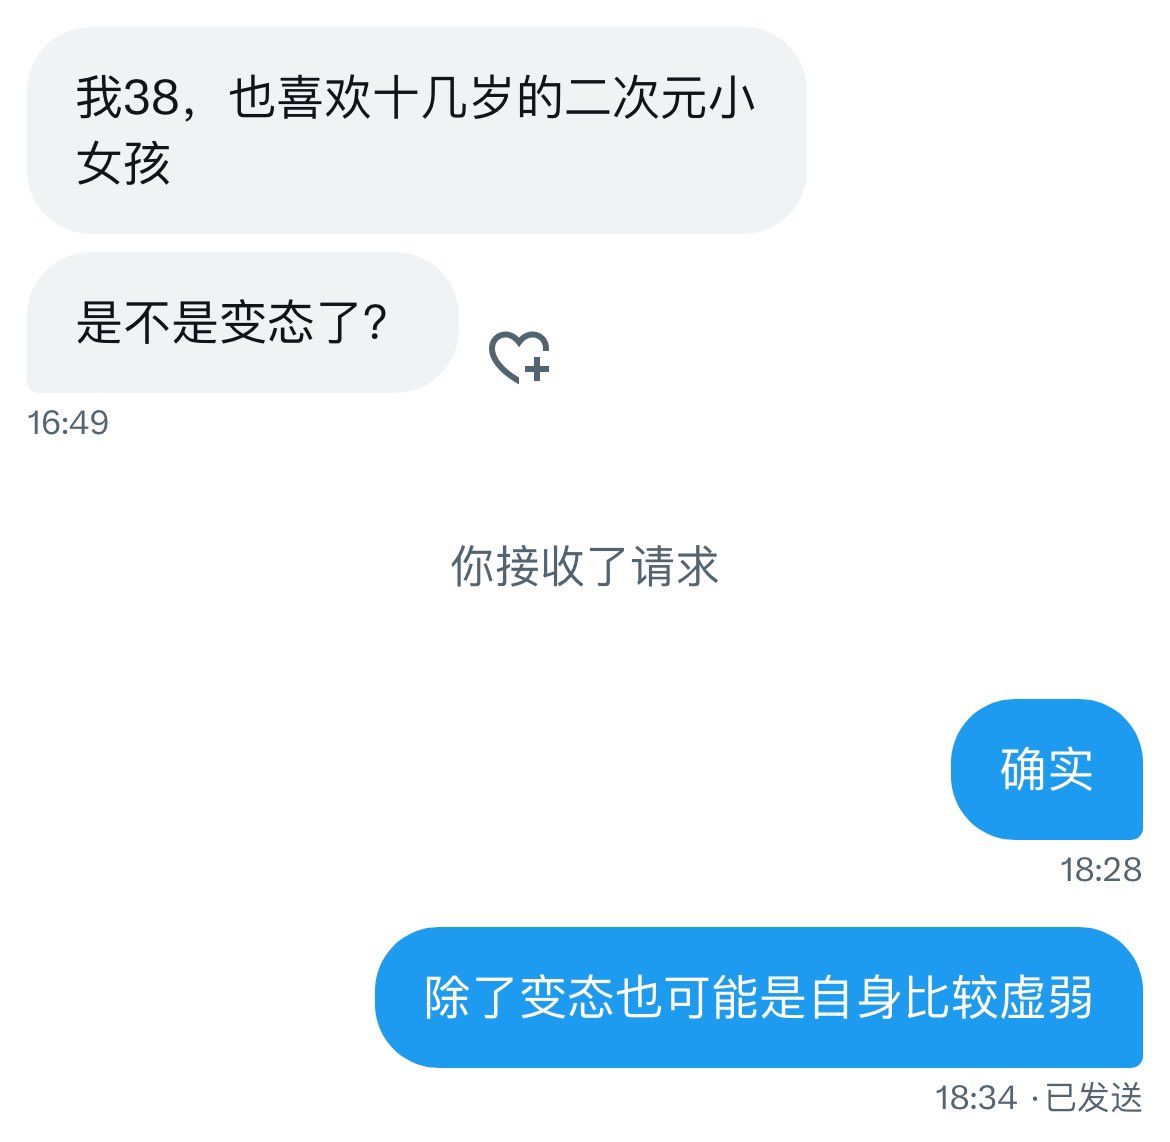 我38，也喜欢十几岁的二次元小
女孩
是不是变态了？
16:49
你接收了请求
确实
18:28
除了变态也可能是自身比较虚弱
18:34 · 已发送